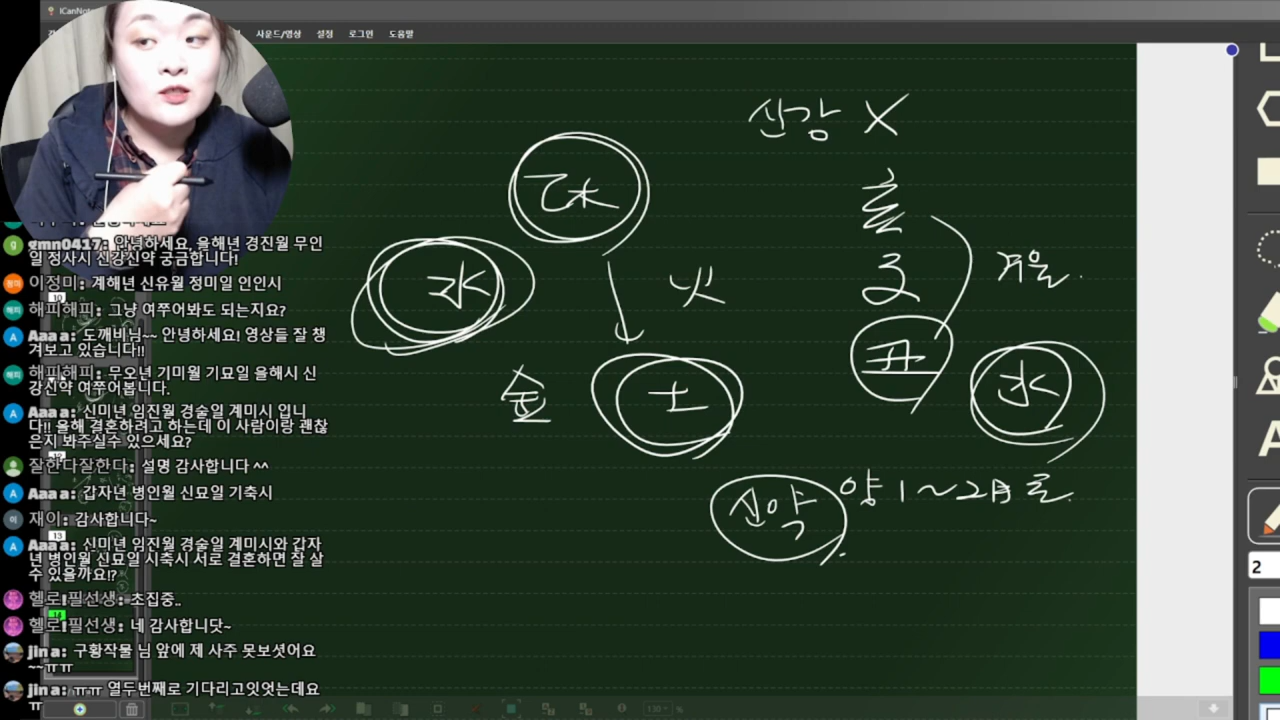 ICanNote
사운드/영상 설정 로그인 도움말
gmn0417: 안녕하세요, 올해년 경진월 무인
일 정사시 신강신약 궁금합니다!
이정미: 계해년 신유월 정미일 인인시
해피해피: 그냥 여쭈어봐도 되는지요?
Aaaa: 도깨비님~~ 안녕하세요! 영상들 잘 챙
겨보고 있습니다!!
해피해피: 무오년 기미월 기묘일 을해시 신
강신약 여쭈어봅니다.
Aaaa: 신미년 임진월 경술일 계미시 입니
다!! 올해 결혼하려고 하는데 이 사람이랑 괜찮
은지 봐주실수 있으세요?
잘한다잘한다: 설명 감사합니다 ^^
Aaaa: 갑자년 병인월 신묘일 기축시
재이: 감사합니다~
Aaaa: 신미년 임진월 경술일 계미시와 갑자
년 병인월 신묘일 시축시 서로 결혼하면 잘 살
수 있을까요!?
헬로!필선생: 초집중..
헬로!필선생: 네 감사합니닷~
jina: 구황작물 님 앞에 제 사주 못보셧어요
~~ㅠㅠ
jina: ㅠㅠ 열두번째로 기다리고잇엇는데요
ㅠ
10
13
14
신강 X
乙木
水
火
金
土
子
丑
겨울.
水
신약
양 1~2月로
2
130 %